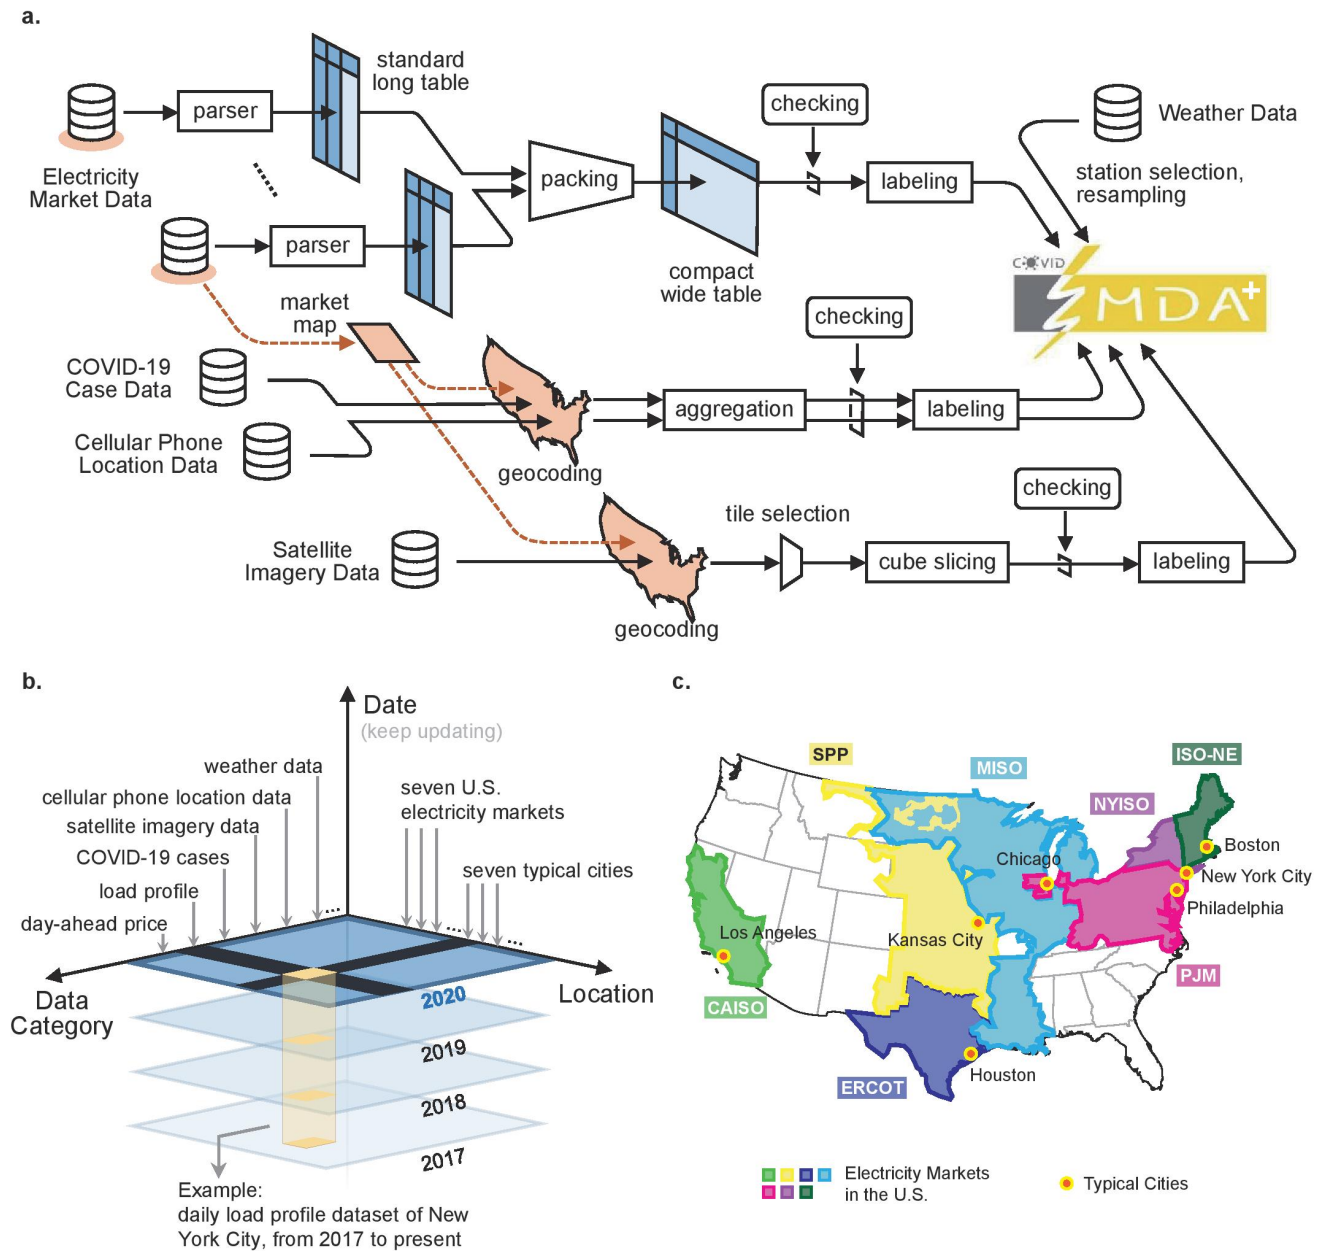 a.
standard
long table
parser
Electricity
Market Data
parser
packing
compact
wide table
checking
labeling
Weather Data
station selection,
resampling
COVID
EMDA+
market
map
COVID-19
Case Data
Cellular Phone
Location Data
geocoding
aggregation
checking
labeling
Satellite
Imagery Data
geocoding
tile selection
cube slicing
checking
labeling
b.
Date
(keep updating)
weather data
cellular phone location data
satellite imagery data
COVID-19 cases
load profile
day-ahead price
...
seven U.S.
electricity markets
seven typical cities
...
Data
Category
Location
2020
2019
2018
2017
Example:
daily load profile dataset of New
York City, from 2017 to present
c.
SPP
MISO
ISO-NE
NYISO
Boston
Chicago
New York City
Philadelphia
Los Angeles
Kansas City
PJM
CAISO
ERCOT
Houston
Electricity Markets
in the U.S.
Typical Cities